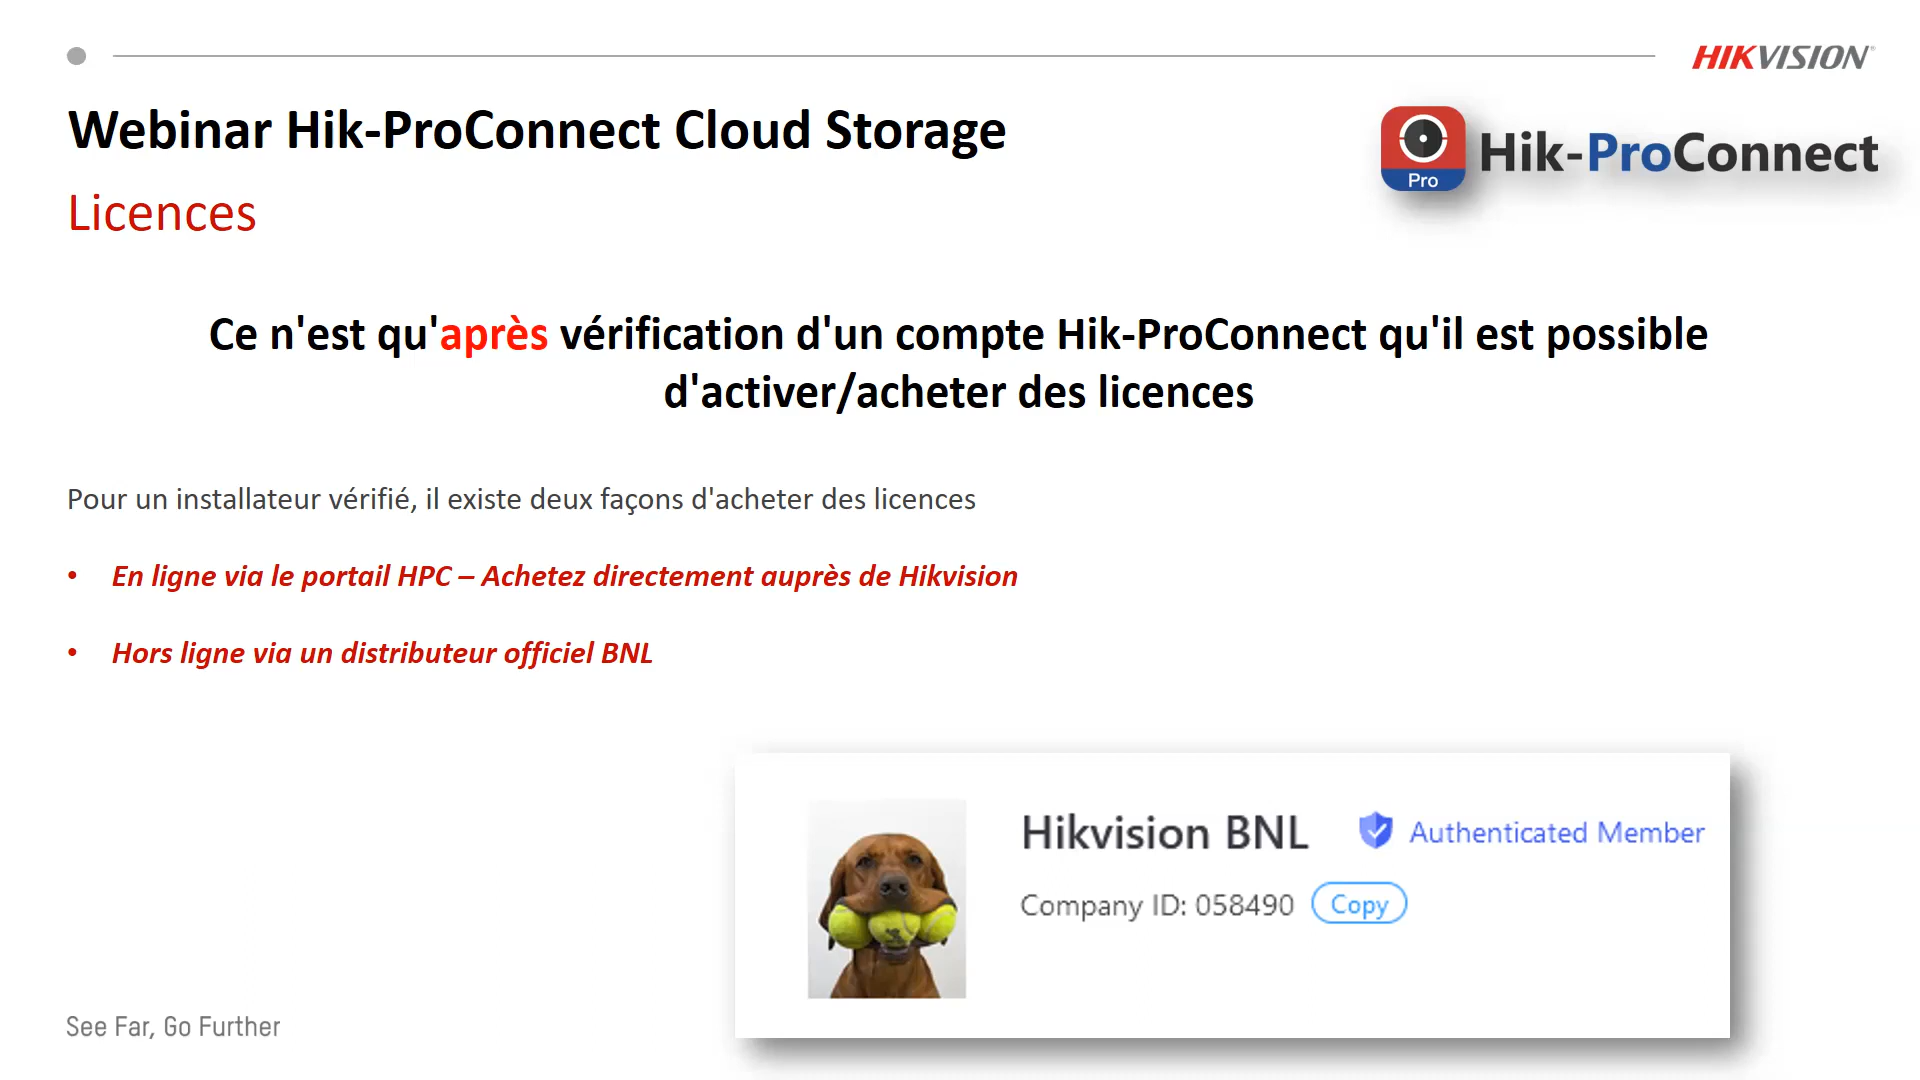 HIKVISION
Webinar Hik-ProConnect Cloud Storage
Pro
Hik-ProConnect
Licences
Ce n'est qu'après vérification d'un compte Hik-ProConnect qu'il est possible
d'activer/acheter des licences
Pour un installateur vérifié, il existe deux façons d'acheter des licences
• En ligne via le portail HPC – Achetez directement auprès de Hikvision
• Hors ligne via un distributeur officiel BNL
Hikvision BNL Authenticated Member
Company ID: 058490 Copy
See Far, Go Further